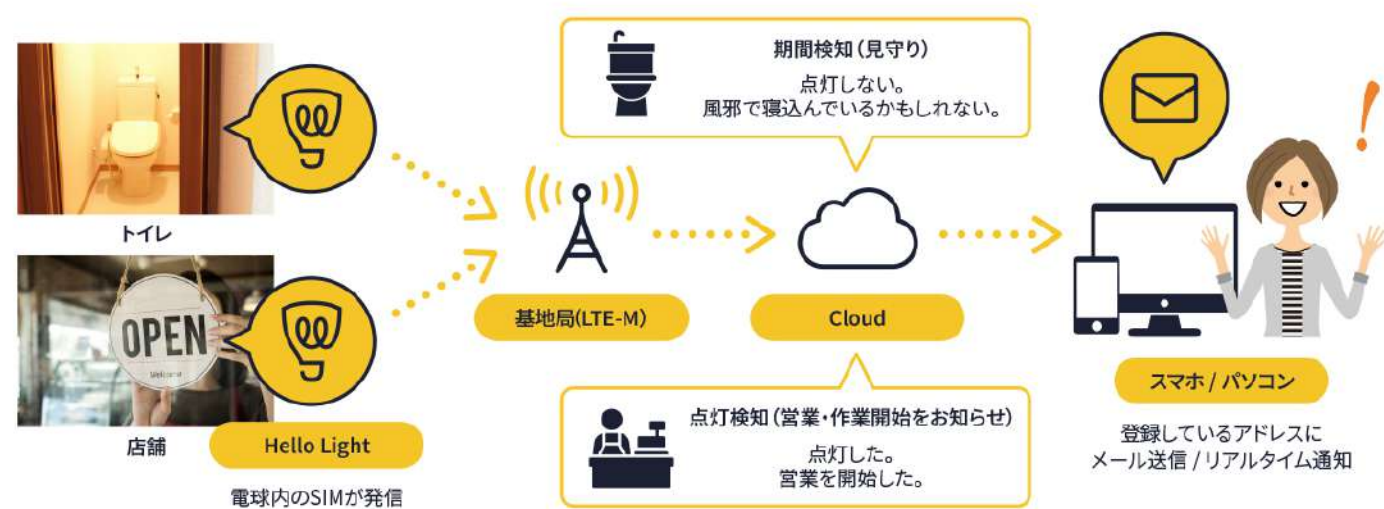 トイレ
OPEN
Welcome
店舗
Hello Light
電球内のSIMが発信
基地局(LTE-M)
期間検知（見守り）
点灯しない。
風邪で寝込んでいるかもしれない。
Cloud
点灯検知（営業・作業開始をお知らせ）
点灯した。
営業を開始した。
スマホ / パソコン
登録しているアドレスに
メール送信 / リアルタイム通知